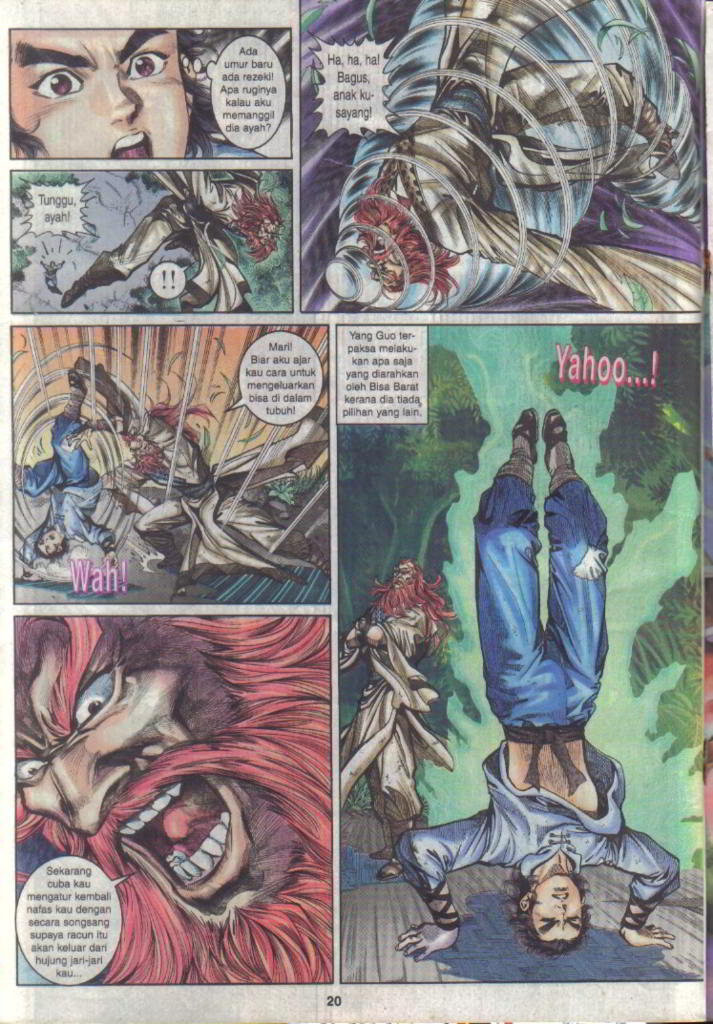 Ada
umur baru
ada rezeki!
Apa ruginya
kalau aku
memanggil
dia ayah?
Tunggu,
ayah!
!!
Ha, ha, ha!
Bagus,
anak ku-
sayang!
Mari!
Biar aku ajar
kau cara untuk
mengeluarkan
bisa di dalam
tubuh!
Wah!
Yang Guo ter-
paksa melaku-
kan apa saja
yang diarahkan
oleh Bisa Barat
kerana dia tiada
pilihan yang lain.
Yahoo...!
Sekarang
cuba kau
mengatur kembali
nafas kau dengan
secara songsang
supaya racun itu
akan keluar dari
hujung jari-jari
kau...
20